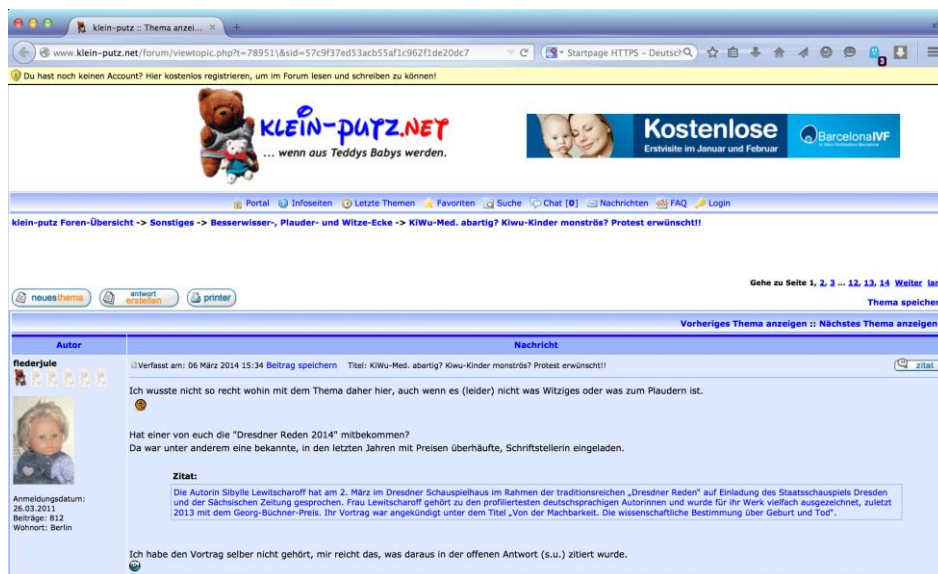 klein-putz :: Thema anzei... × +
www.klein-putz.net/forum/viewtopic.php?t=78951\&sid=57c9f37ed53acb55af1c962f1de20dc7 Startpage HTTPS - Deutsch
3
Du hast noch keinen Account? Hier kostenlos registrieren, um im Forum lesen und schreiben zu können!
KLEIN-PUTZ.NET
... wenn aus Teddys Babys werden.
Kostenlose
Erstvisite im Januar und Februar
BarcelonaIVF
Portal Infoseiten Letzte Themen Favoriten Suche Chat [0] Nachrichten FAQ Login
klein-putz Foren-Übersicht -> Sonstiges -> Besserwisser-, Plauder- und Witze-Ecke -> KiWu-Med. abartig? Kiwu-Kinder monströs? Protest erwünscht!!
Gehe zu Seite 1, 2, 3 ... 12, 13, 14 Weiter lan
neuesthema antwort erstellen printer
Thema speicher
Vorheriges Thema anzeigen :: Nächstes Thema anzeigen
Autor Nachricht
fiederjule
Verfasst am: 06 März 2014 15:34 Beitrag speichern Titel: KiWu-Med. abartig? Kiwu-Kinder monströs? Protest erwünscht!! zitat
Ich wusste nicht so recht wohin mit dem Thema daher hier, auch wenn es (leider) nicht was Witziges oder was zum Plaudern ist.
Hat einer von euch die "Dresdner Reden 2014" mitbekommen?
Da war unter anderem eine bekannte, in den letzten Jahren mit Preisen überhäufte, Schriftstellerin eingeladen.
Zitat:
Die Autorin Sibylle Lewitscharoff hat am 2. März im Dresdner Schauspielhaus im Rahmen der traditionsreichen „Dresdner Reden" auf Einladung des Staatsschauspiels Dresden
und der Sächsischen Zeitung gesprochen. Frau Lewitscharoff gehört zu den profiliertesten deutschsprachigen Autorinnen und wurde für ihr Werk vielfach ausgezeichnet, zuletzt
2013 mit dem Georg-Büchner-Preis. Ihr Vortrag war angekündigt unter dem Titel „Von der Machbarkeit. Die wissenschaftliche Bestimmung über Geburt und Tod".
Anmeldungsdatum:
26.03.2011
Beiträge: 812
Wohnort: Berlin
Ich habe den Vortrag selber nicht gehört, mir reicht das, was daraus in der offenen Antwort (s.u.) zitiert wurde.